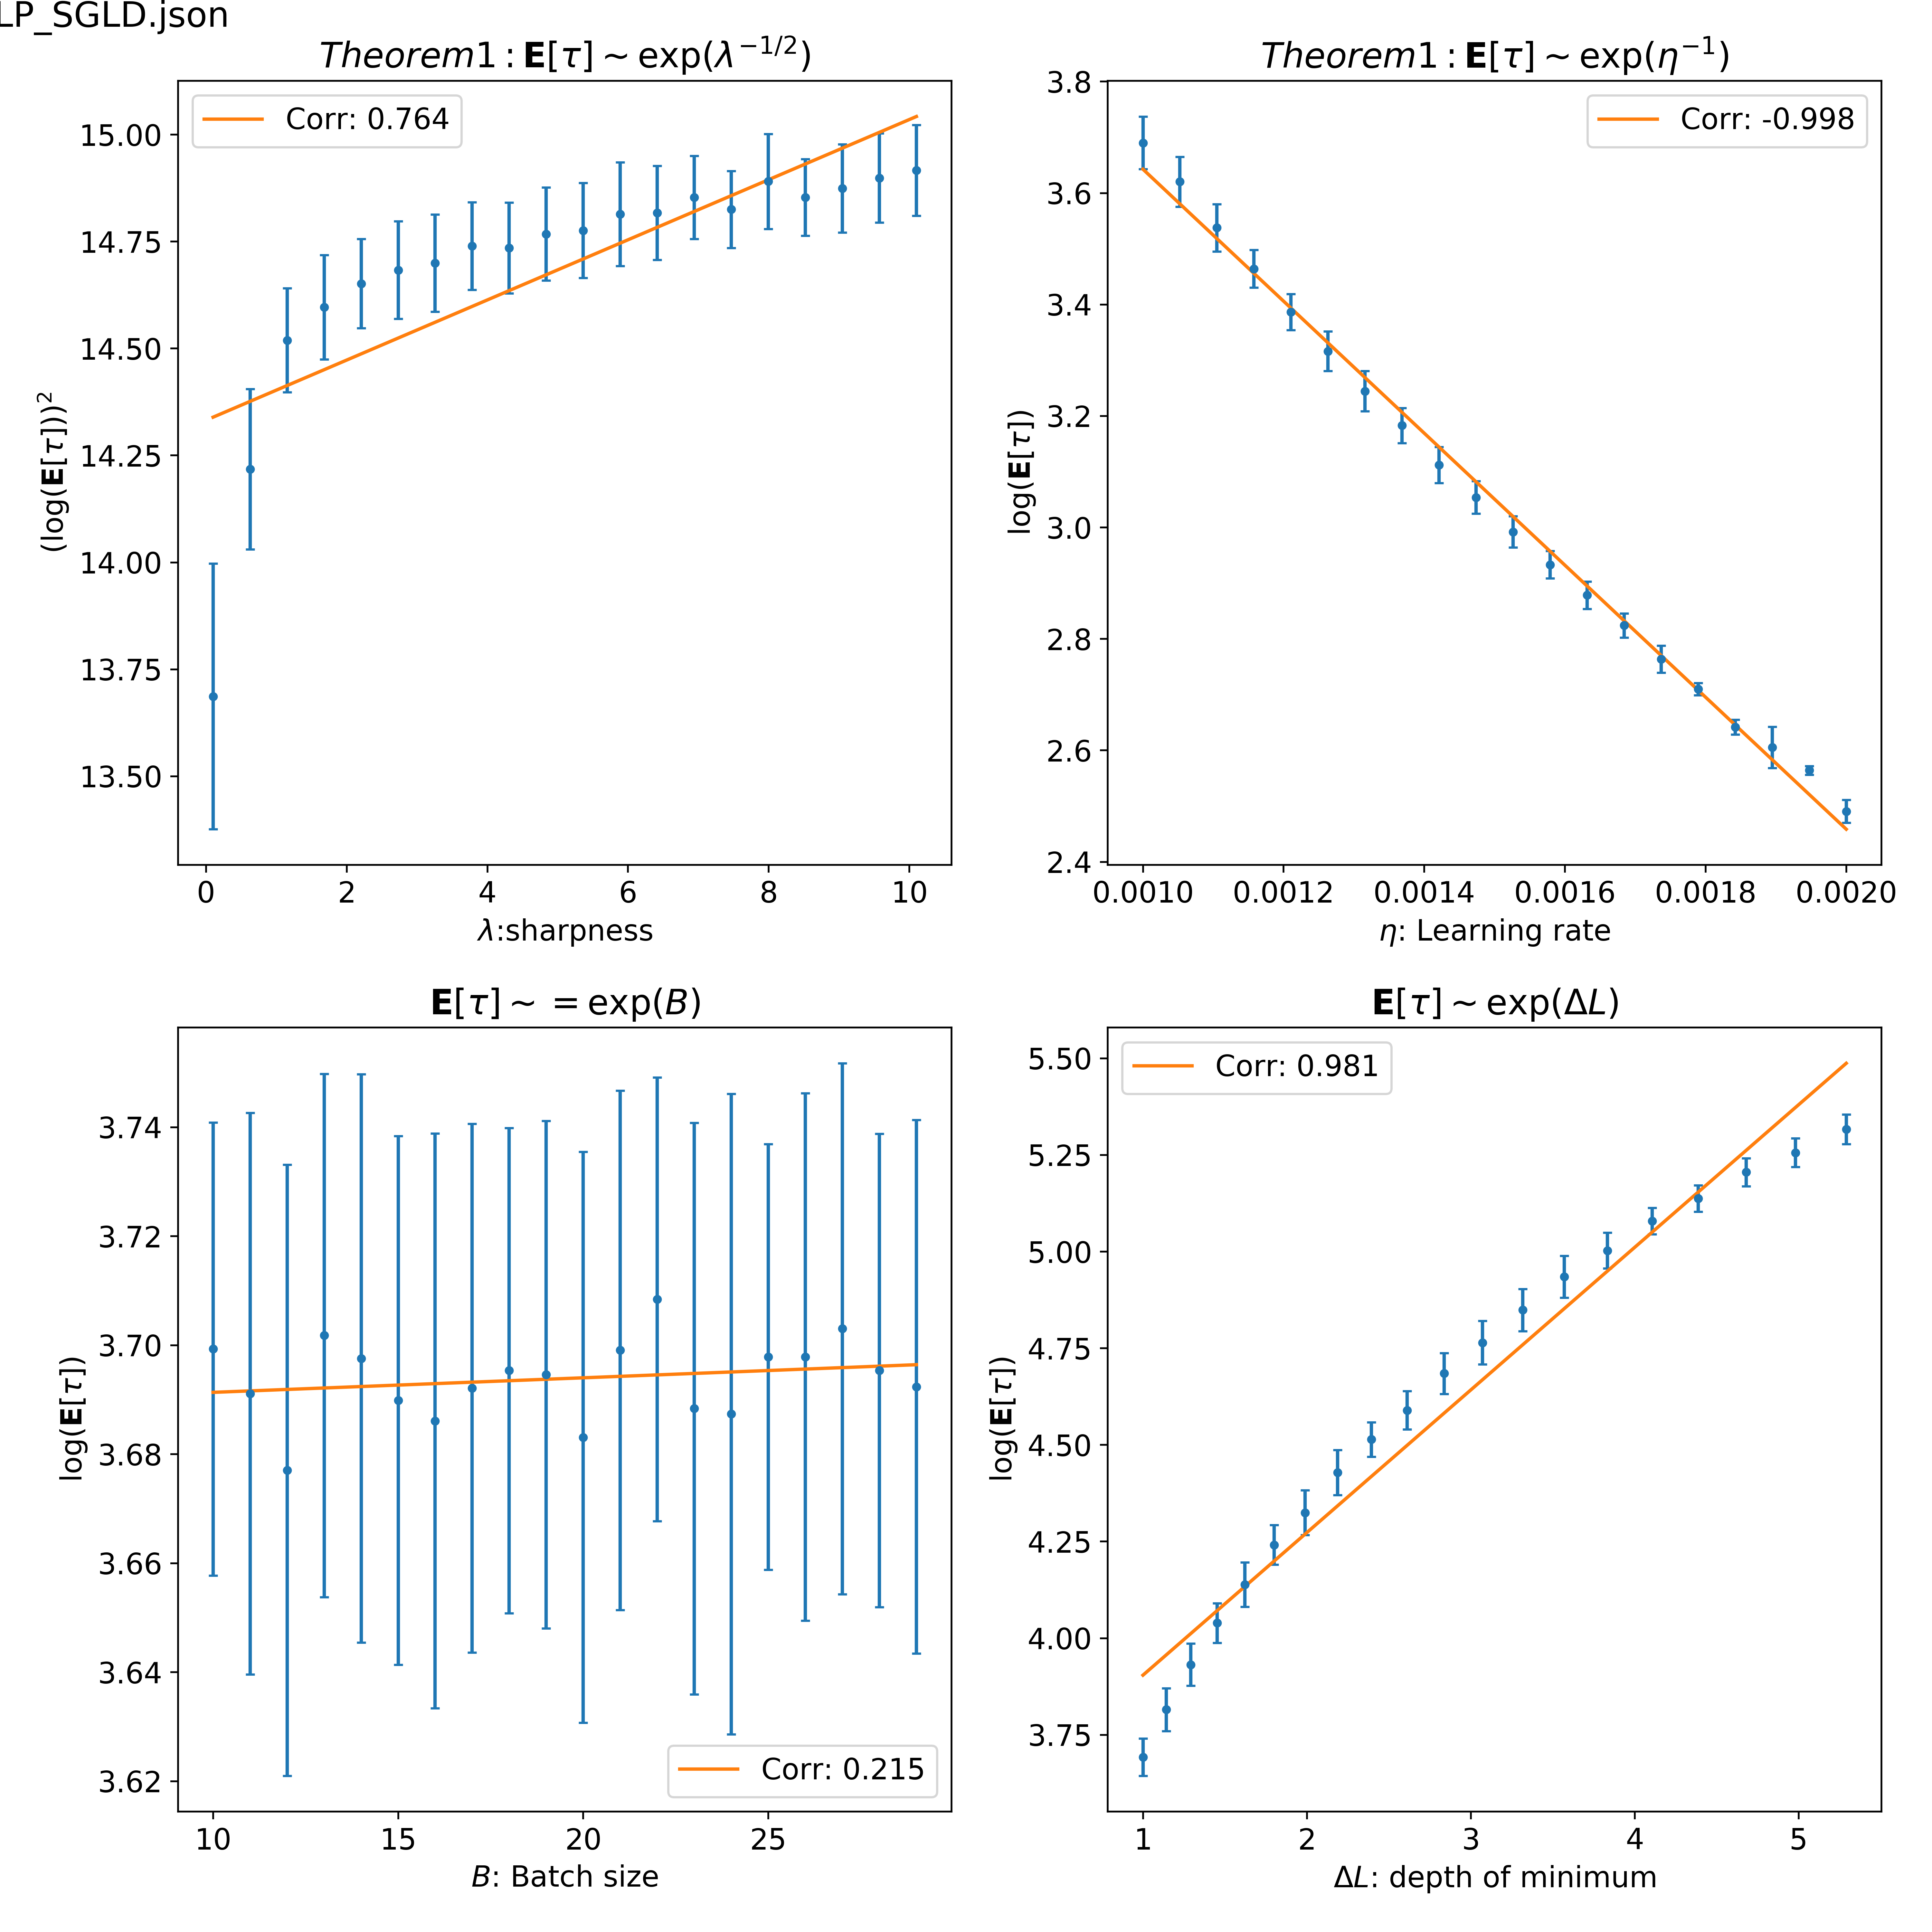 LP_SGLD.json
Theorem1 : E[τ] ∼ exp(λ^{−1/2})
Corr: 0.764
15.00
14.75
14.50
14.25
14.00
13.75
13.50
(log(E[τ]))²
0 2 4 6 8 10
λ:sharpness
Theorem1 : E[τ] ∼ exp(η^{−1})
Corr: -0.998
3.8
3.6
3.4
3.2
3.0
2.8
2.6
2.4
log(E[τ])
0.0010 0.0012 0.0014 0.0016 0.0018 0.0020
η: Learning rate
E[τ] ∼ = exp(B)
3.74
3.72
3.70
3.68
3.66
3.64
3.62
log(E[τ])
Corr: 0.215
10 15 20 25
B: Batch size
E[τ] ∼ exp(ΔL)
Corr: 0.981
5.50
5.25
5.00
4.75
4.50
4.25
4.00
3.75
log(E[τ])
1 2 3 4 5
ΔL: depth of minimum